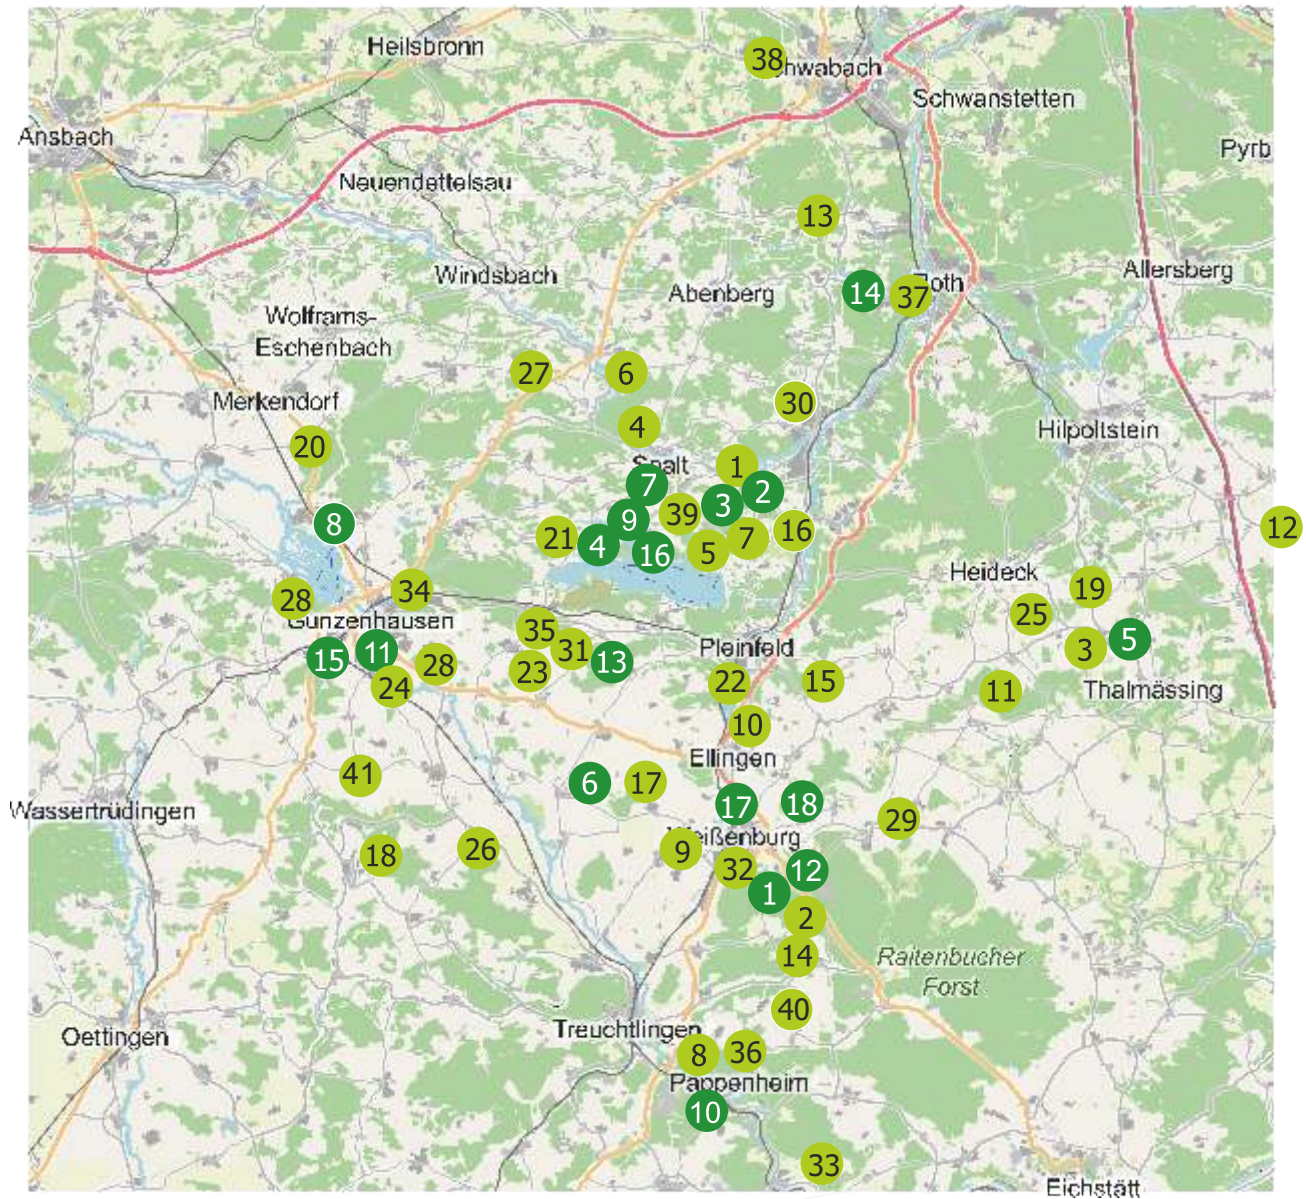 Heilsbronn
38
Schwabach
Schwanstetten
Ansbach
Pyrb
Neuendettelsau
13
Windsbach
Abenberg
14
37
Roth
Allersberg
Wolframs-
Eschenbach
27
6
Merkendorf
30
4
Hilpoltstein
20
Spalt
1
7
2
3
39
9
8
21
4
16
5
7
16
12
Heideck
19
28
34
25
Gunzenhausen
35
31
13
Pleinfeld
3
5
15
11
28
23
24
22
15
11
Thalmässing
10
Ellingen
41
6
17
17
18
Wassertrüdingen
29
Weißenburg
18
26
9
32
12
1
2
14
Raitenbucher
Forst
40
Oettingen
Treuchtlingen
8
36
Pappenheim
10
33
Eichstätt